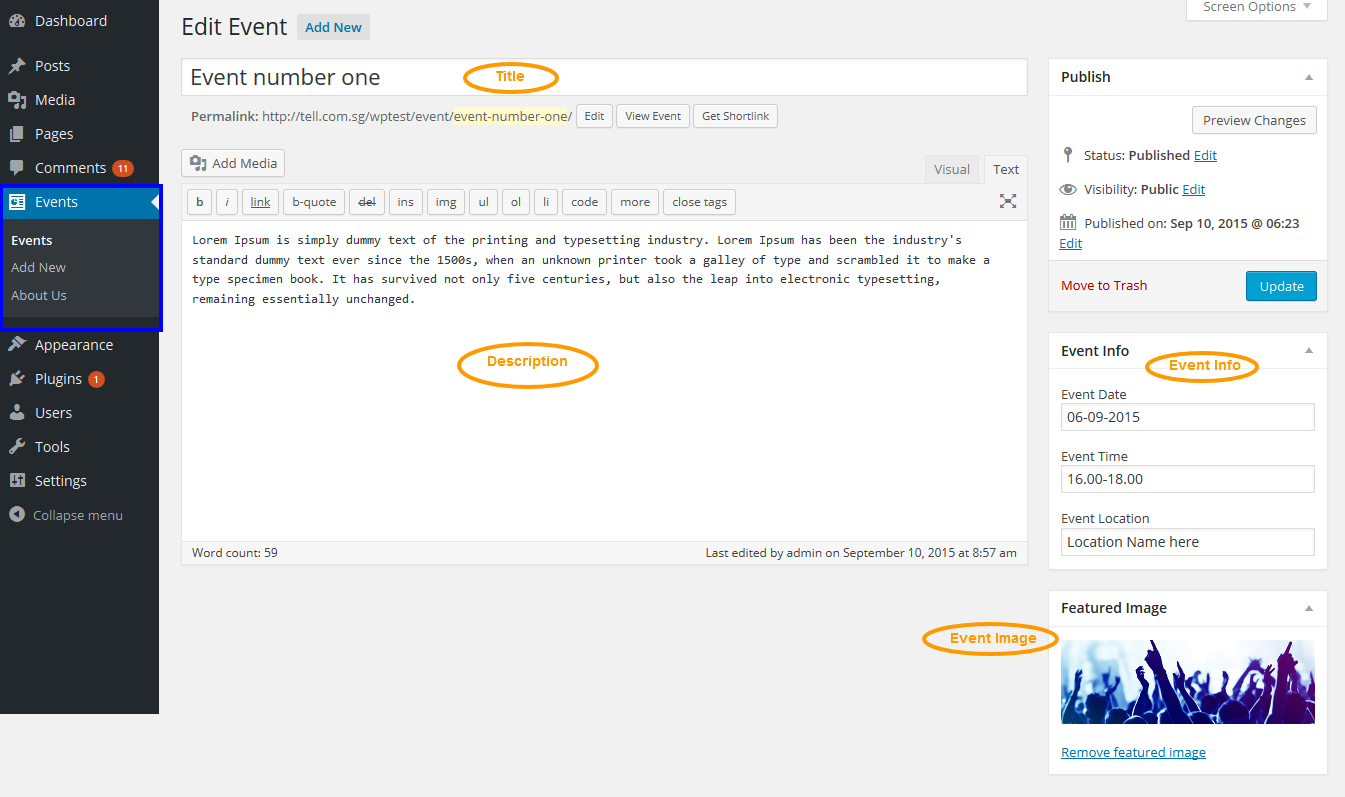 Dashboard
Posts
Media
Pages
Comments 11
Events
Events
Add New
About Us
Appearance
Plugins 1
Users
Tools
Settings
Collapse menu
Screen Options
Edit Event Add New
Event number one Title
Permalink: http://tell.com.sg/wptest/event/event-number-one/ Edit View Event Get Shortlink
Add Media
Visual Text
b i link b-quote del ins img ul ol li code more close tags
Lorem Ipsum is simply dummy text of the printing and typesetting industry. Lorem Ipsum has been the industry's
standard dummy text ever since the 1500s, when an unknown printer took a galley of type and scrambled it to make a
type specimen book. It has survived not only five centuries, but also the leap into electronic typesetting,
remaining essentially unchanged.
Description
Word count: 59 Last edited by admin on September 10, 2015 at 8:57 am
Publish
Preview Changes
Status: Published Edit
Visibility: Public Edit
Published on: Sep 10, 2015 @ 06:23
Edit
Move to Trash Update
Event Info
Event Info
Event Date
06-09-2015
Event Time
16.00-18.00
Event Location
Location Name here
Featured Image
Event Image
Remove featured image